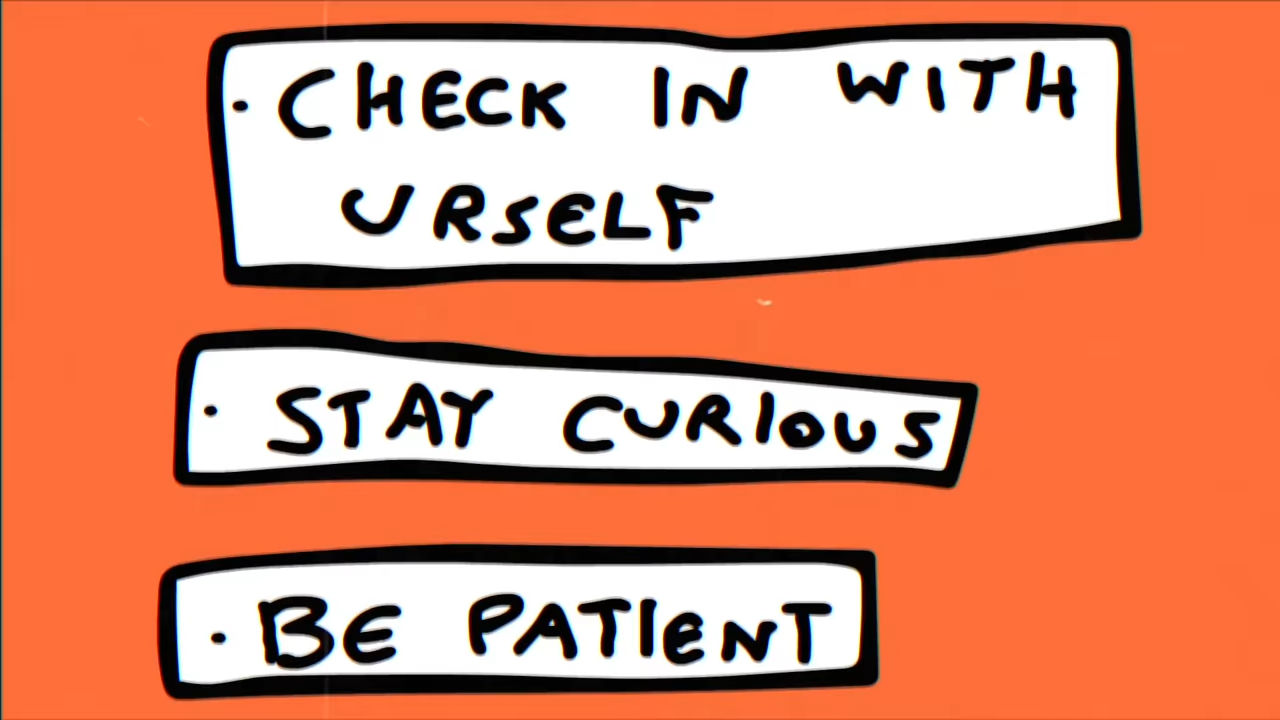 · CHECK IN WITH
URSELF
· STAY CURIOUS
· BE PATIENT